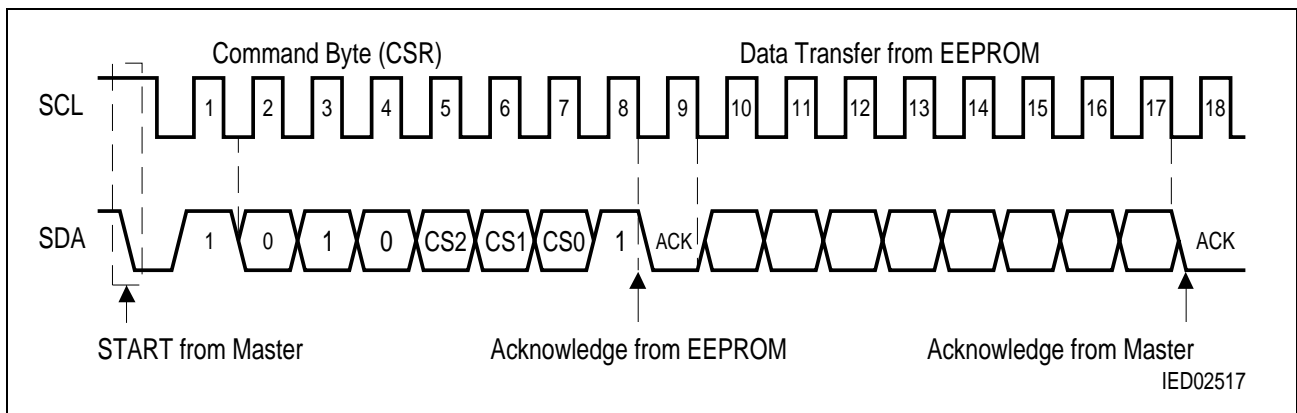 Command Byte (CSR) Data Transfer from EEPROM
SCL 1 2 3 4 5 6 7 8 9 10 11 12 13 14 15 16 17 18
SDA 1 0 1 0 CS2 CS1 CS0 1 ACK ACK
START from Master Acknowledge from EEPROM Acknowledge from Master
IED02517